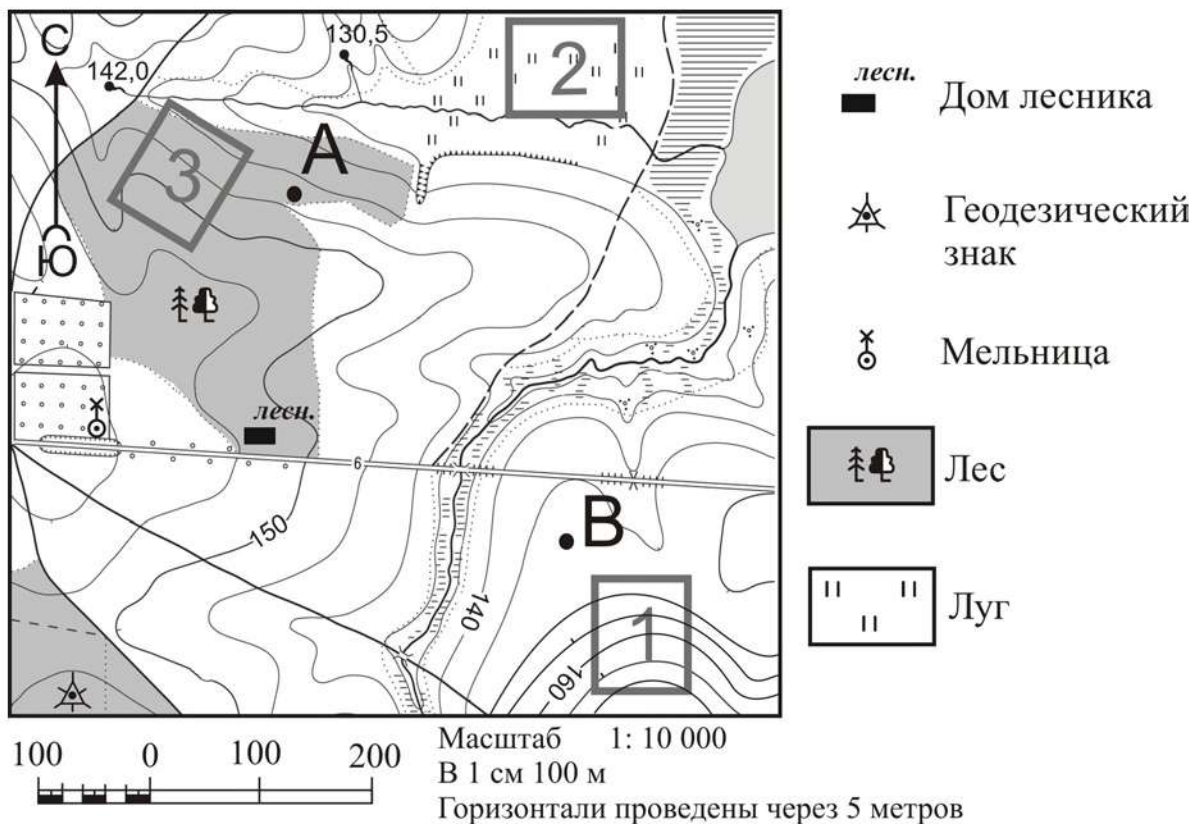 С
Ю
142,0
130,5
2
3
А
лесн.
6
В
150
140
160
1
лесн.
Дом лесника
Геодезический
знак
Мельница
Лес
Луг
100 0 100 200
Масштаб 1: 10 000
В 1 см 100 м
Горизонтали проведены через 5 метров